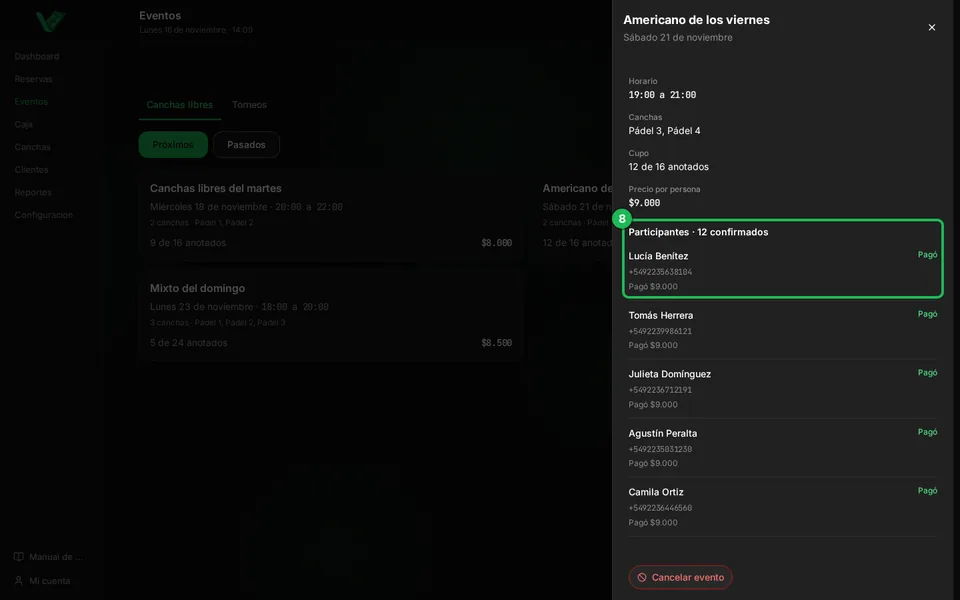 Eventos
Lunes 16 de noviembre · 14:09
Dashboard
Reservas
Eventos
Caja
Canchas
Clientes
Reportes
Configuración
Manual de ...
Mi cuenta
Canchas libres
Torneos
Próximos
Pasados
Canchas libres del martes
Miércoles 18 de noviembre · 20:00 a 22:00
2 canchas · Pádel 1, Pádel 2
9 de 16 anotados
$8.000
Americano de
Sábado 21 de n
2 canchas · Pádel
12 de 16 anotad
Mixto del domingo
Lunes 23 de noviembre · 18:00 a 20:00
3 canchas · Pádel 1, Pádel 2, Pádel 3
5 de 24 anotados
$8.500
Americano de los viernes
Sábado 21 de noviembre
Horario
19:00 a 21:00
Canchas
Pádel 3, Pádel 4
Cupo
12 de 16 anotados
Precio por persona
$9.000
8
Participantes · 12 confirmados
Lucía Benítez
Pagó
+5492235638104
Pagó $9.000
Tomás Herrera
Pagó
+5492239986121
Pagó $9.000
Julieta Domínguez
Pagó
+5492236712191
Pagó $9.000
Agustín Peralta
Pagó
+5492235031230
Pagó $9.000
Camila Ortiz
Pagó
+5492236446560
Pagó $9.000
Cancelar evento